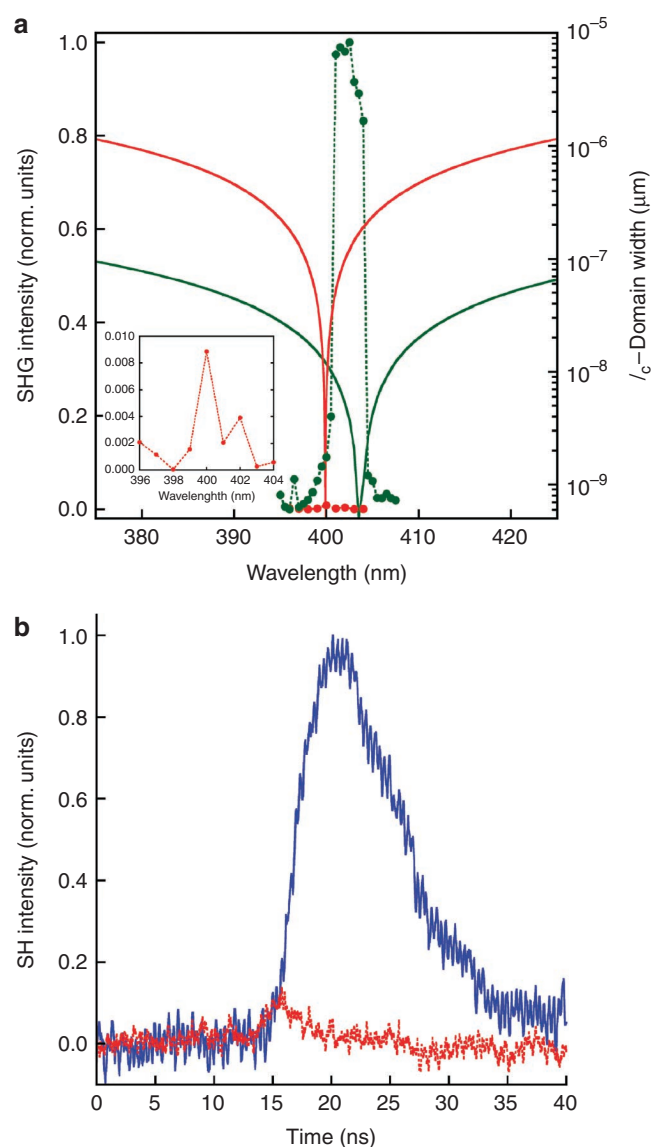 a
SHG intensity (norm. units)
1.0
0.8
0.6
0.4
0.2
0.0
10⁻⁵
10⁻⁶
10⁻⁷
10⁻⁸
10⁻⁹
lc–Domain width (μm)
0.010
0.008
0.006
0.004
0.002
0.000
396 398 400 402 404
Wavelenghth (nm)
380 390 400 410 420
Wavelength (nm)
b
SH intensity (norm. units)
1.0
0.8
0.6
0.4
0.2
0.0
0 5 10 15 20 25 30 35 40
Time (ns)